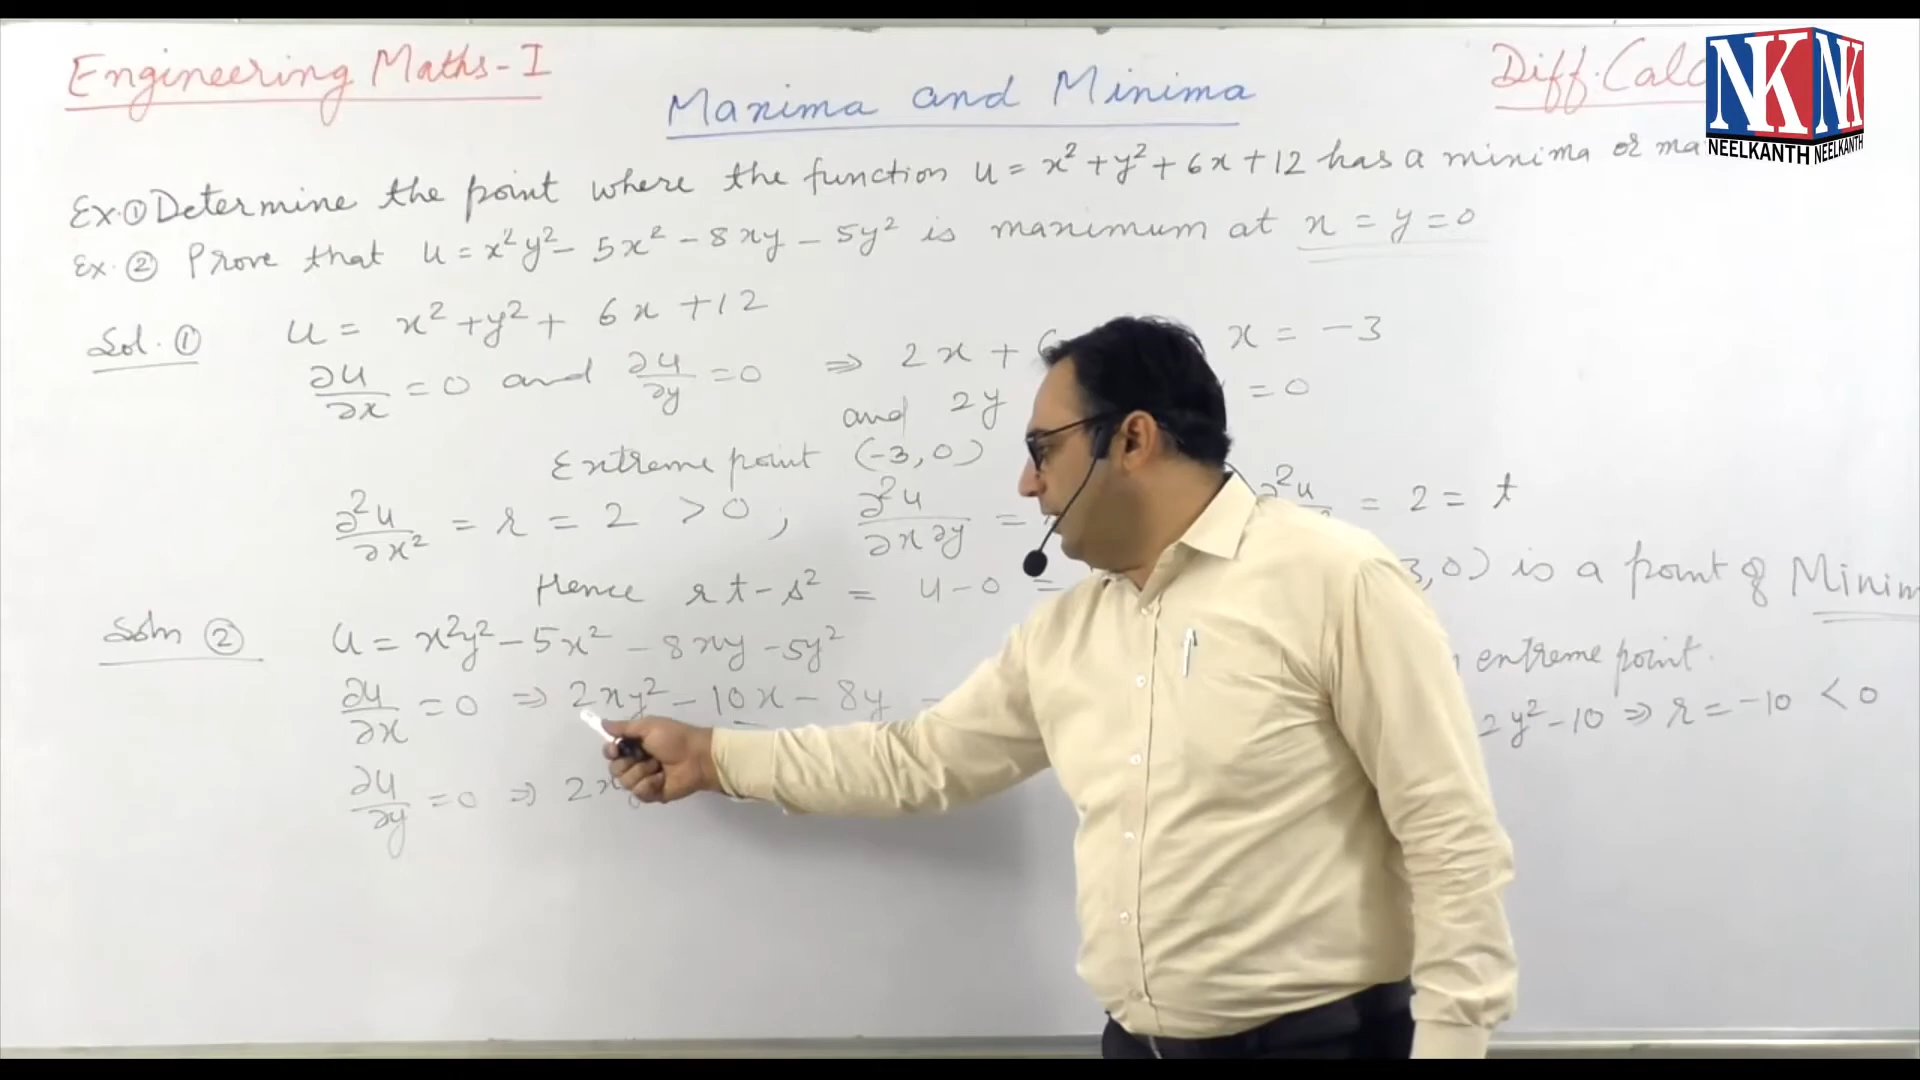 Engineering Maths-I
Maxima and Minima
Diff. Calc
NK NK
NEELKANTH NEELKANTH
Ex.① Determine the point where the function u = x² + y² + 6x + 12 has a minima or ma
Ex.② Prove that u = x²y² - 5x² - 8xy - 5y² is maximum at x = y = 0
Sol.① u = x² + y² + 6x + 12
∂u/∂x = 0 and ∂u/∂y = 0 ⇒ 2x + 6 x = -3
and 2y = 0
Extreme point (-3, 0)
∂²u/∂x² = r = 2 > 0 ; ∂²u/∂x∂y = ∂²u = 2 = t
Hence rt - s² = 4 - 0 = 3, 0) is a point of Minim
Soln ② u = x²y² - 5x² - 8xy - 5y²
extreme point.
∂u/∂x = 0 ⇒ 2xy² - 10x - 8y 2y² - 10 ⇒ r = -10 < 0
∂u/∂y = 0 ⇒ 2x